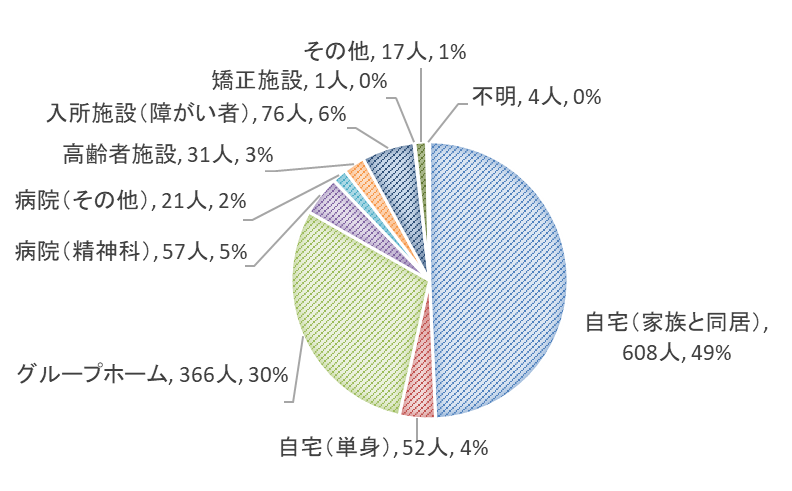 その他, 17人, 1%
矯正施設, 1人, 0%
不明, 4人, 0%
入所施設（障がい者）, 76人, 6%
高齢者施設, 31人, 3%
病院（その他）, 21人, 2%
病院（精神科）, 57人, 5%
自宅（家族と同居）,
608人, 49%
グループホーム, 366人, 30%
自宅（単身）, 52人, 4%